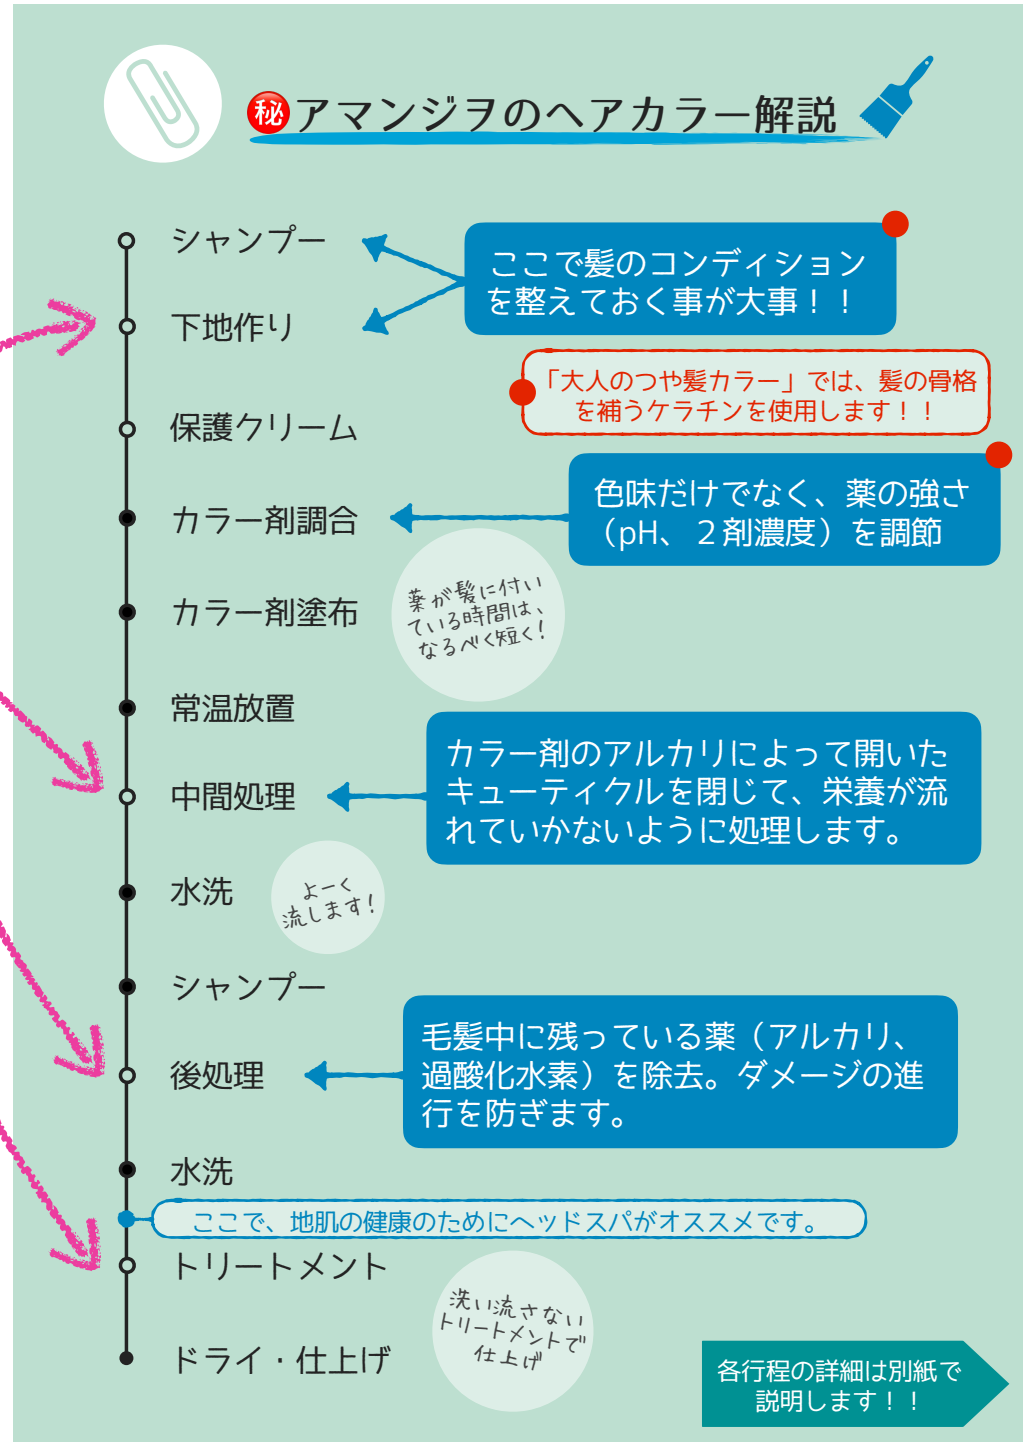 ㊙アマンジヲのヘアカラー解説
シャンプー
ここで髪のコンディション
を整えておく事が大事！！
下地作り
「大人のつや髪カラー」では、髪の骨格
を補うケラチンを使用します！！
保護クリーム
色味だけでなく、薬の強さ
（pH、２剤濃度）を調節
カラー剤調合
薬が髪に付い
ている時間は、
なるべく短く！
カラー剤塗布
常温放置
カラー剤のアルカリによって開いた
キューティクルを閉じて、栄養が流
れていかないように処理します。
中間処理
水洗
よーく
流します！
シャンプー
毛髪中に残っている薬（アルカリ、
過酸化水素）を除去。ダメージの進
行を防ぎます。
後処理
水洗
ここで、地肌の健康のためにヘッドスパがオススメです。
トリートメント
洗い流さない
トリートメントで
仕上げ
ドライ・仕上げ
各行程の詳細は別紙で
説明します！！